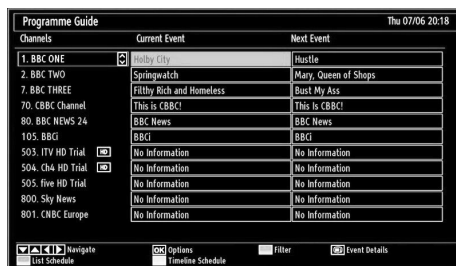 Programme Guide Thu 07/06 20:18
Channels Current Event Next Event
1. BBC ONE Holby City Hustle
2. BBC TWO Springwatch Mary, Queen of Shops
7. BBC THREE Filthy Rich and Homeless Bust My Ass
70. CBBC Channel This is CBBC! This Is CBBC!
80. BBC NEWS 24 BBC News BBC News
105. BBCi BBCi BBCi
503. ITV HD Trial HD No Information No Information
504. Ch4 HD Trial HD No Information No Information
505. five HD Trial No Information No Information
800. Sky News No Information No Information
801. CNBC Europe No Information No Information
Navigate OK Options Filter Event Details
List Schedule Timeline Schedule